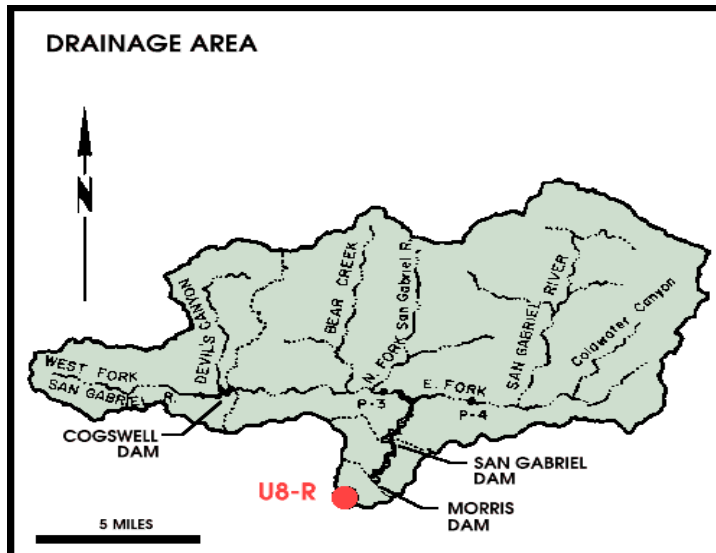 DRAINAGE AREA
N
DEVILS CANYON
BEAR CREEK
N. FORK San Gabriel R.
SAN GABRIEL RIVER
Coldwater Canyon
WEST FORK
SAN GABRIEL R.
E. FORK
P-3
P-4
COGSWELL
DAM
SAN GABRIEL
DAM
U8-R
MORRIS
DAM
5 MILES